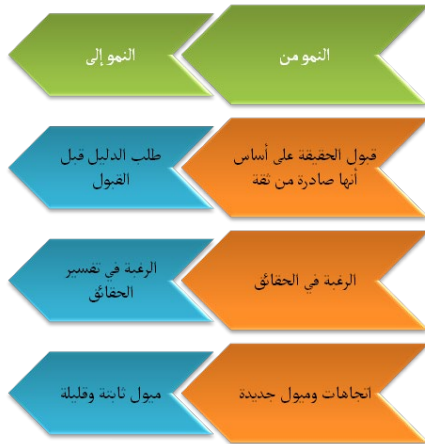 النمو من
النمو إلى
قبول الحقيقة على أساس
أنها صادرة من ثقة
طلب الدليل قبل
القبول
الرغبة في الحقائق
الرغبة في تفسير
الحقائق
اتجاهات وميول جديدة
ميول ثابتة وقليلة